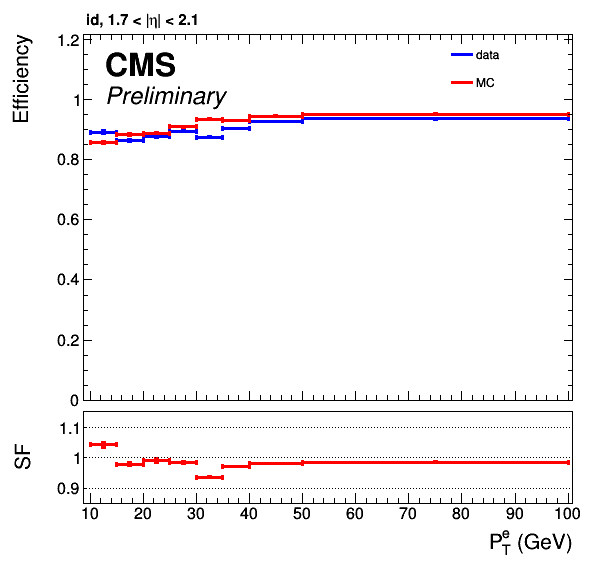 id, 1.7 < |η| < 2.1
1.2
CMS
data
Preliminary
MC
Efficiency
1
0.8
0.6
0.4
0.2
0
1.1
SF
1
0.9
10 20 30 40 50 60 70 80 90 100
P_T^e (GeV)